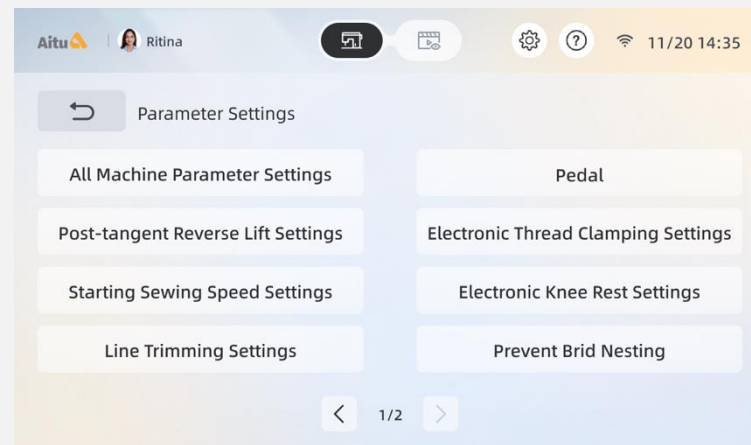 Aitu
Ritina
11/20 14:35
Parameter Settings
All Machine Parameter Settings
Pedal
Post-tangent Reverse Lift Settings
Electronic Thread Clamping Settings
Starting Sewing Speed Settings
Electronic Knee Rest Settings
Line Trimming Settings
Prevent Brid Nesting
1/2